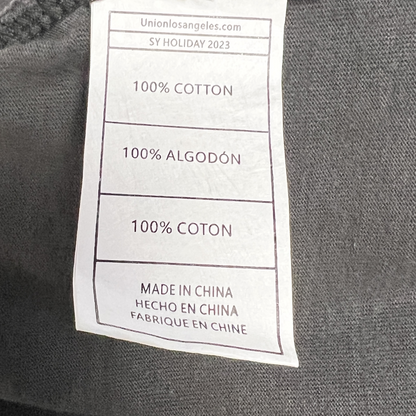 Unionlosangeles.com
SY HOLIDAY 2023
100% COTTON
100% ALGODÓN
100% COTON
MADE IN CHINA
HECHO EN CHINA
FABRIQUE EN CHINE